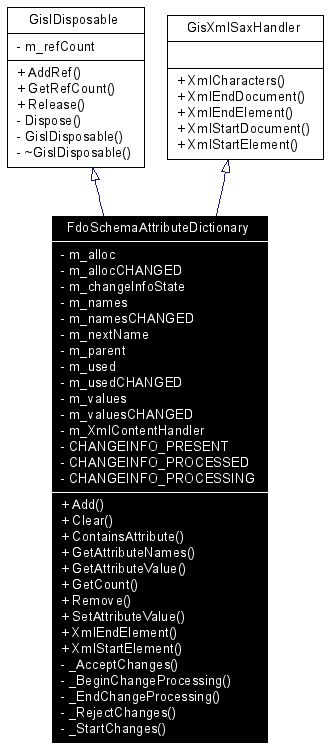 GisIDisposable
- m_refCount
+ AddRef()
+ GetRefCount()
+ Release()
- Dispose()
- GisIDisposable()
- ~GisIDisposable()
GisXmlSaxHandler
+ XmlCharacters()
+ XmlEndDocument()
+ XmlEndElement()
+ XmlStartDocument()
+ XmlStartElement()
FdoSchemaAttributeDictionary
- m_alloc
- m_allocCHANGED
- m_changeInfoState
- m_names
- m_namesCHANGED
- m_nextName
- m_parent
- m_used
- m_usedCHANGED
- m_values
- m_valuesCHANGED
- m_XmlContentHandler
- CHANGEINFO_PRESENT
- CHANGEINFO_PROCESSED
- CHANGEINFO_PROCESSING
+ Add()
+ Clear()
+ ContainsAttribute()
+ GetAttributeNames()
+ GetAttributeValue()
+ GetCount()
+ Remove()
+ SetAttributeValue()
+ XmlEndElement()
+ XmlStartElement()
- _AcceptChanges()
- _BeginChangeProcessing()
- _EndChangeProcessing()
- _RejectChanges()
- _StartChanges()